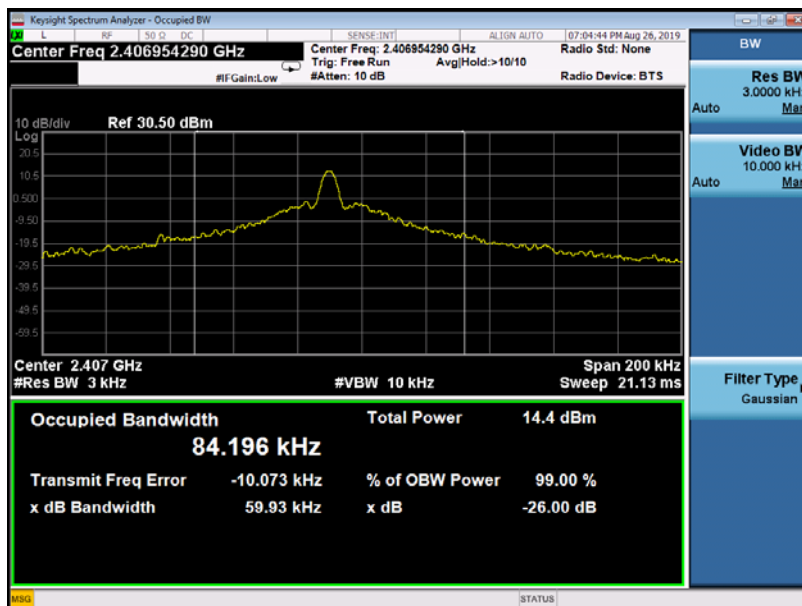 Keysight Spectrum Analyzer - Occupied BW
L RF 50 Ω DC SENSE:INT ALIGN AUTO 07:04:44 PM Aug 26, 2019
Center Freq 2.406954290 GHz
Center Freq: 2.406954290 GHz
Radio Std: None
Trig: Free Run
Avg|Hold:>10/10
#IFGain:Low
#Atten: 10 dB
Radio Device: BTS
10 dB/div
Ref 30.50 dBm
Log
20.5
10.5
0.500
-9.50
-19.5
-29.5
-39.5
-49.5
-59.5
Center 2.407 GHz
Span 200 kHz
#Res BW 3 kHz
#VBW 10 kHz
Sweep 21.13 ms
Occupied Bandwidth
Total Power 14.4 dBm
84.196 kHz
Transmit Freq Error -10.073 kHz
% of OBW Power 99.00 %
x dB Bandwidth 59.93 kHz
x dB -26.00 dB
MSG
STATUS
BW
Res BW
3.0000 kHz
Auto Man
Video BW
10.000 kHz
Auto Man
Filter Type
Gaussian